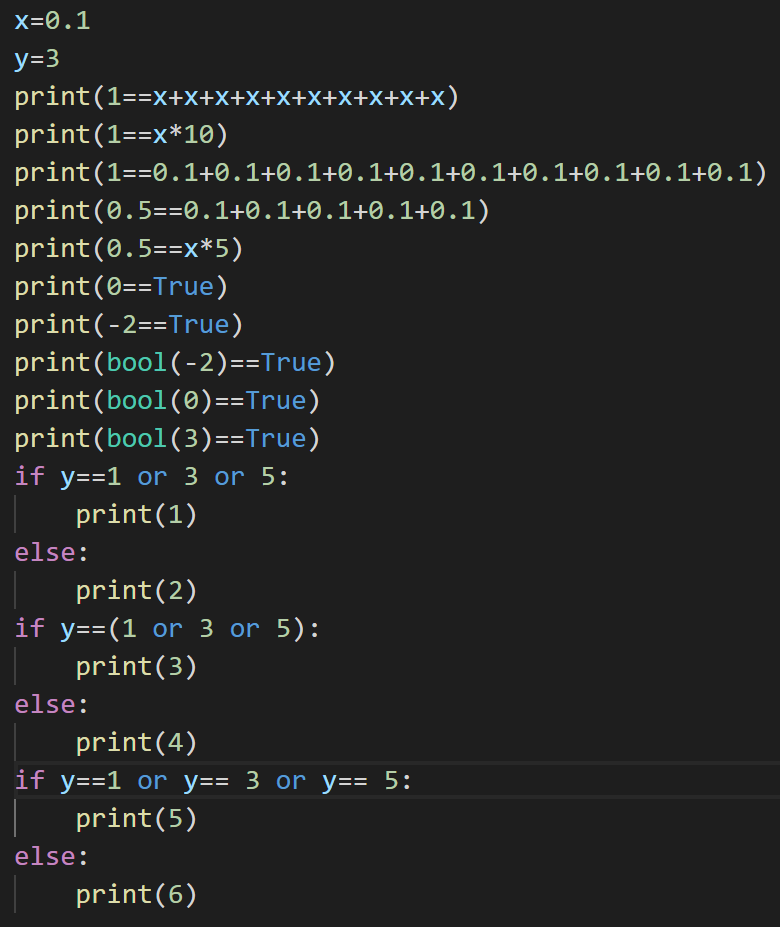 x=0.1
y=3
print(1==x+x+x+x+x+x+x+x+x+x)
print(1==x*10)
print(1==0.1+0.1+0.1+0.1+0.1+0.1+0.1+0.1+0.1+0.1)
print(0.5==0.1+0.1+0.1+0.1+0.1)
print(0.5==x*5)
print(0==True)
print(-2==True)
print(bool(-2)==True)
print(bool(0)==True)
print(bool(3)==True)
if y==1 or 3 or 5:
    print(1)
else:
    print(2)
if y==(1 or 3 or 5):
    print(3)
else:
    print(4)
if y==1 or y== 3 or y== 5:
    print(5)
else:
    print(6)